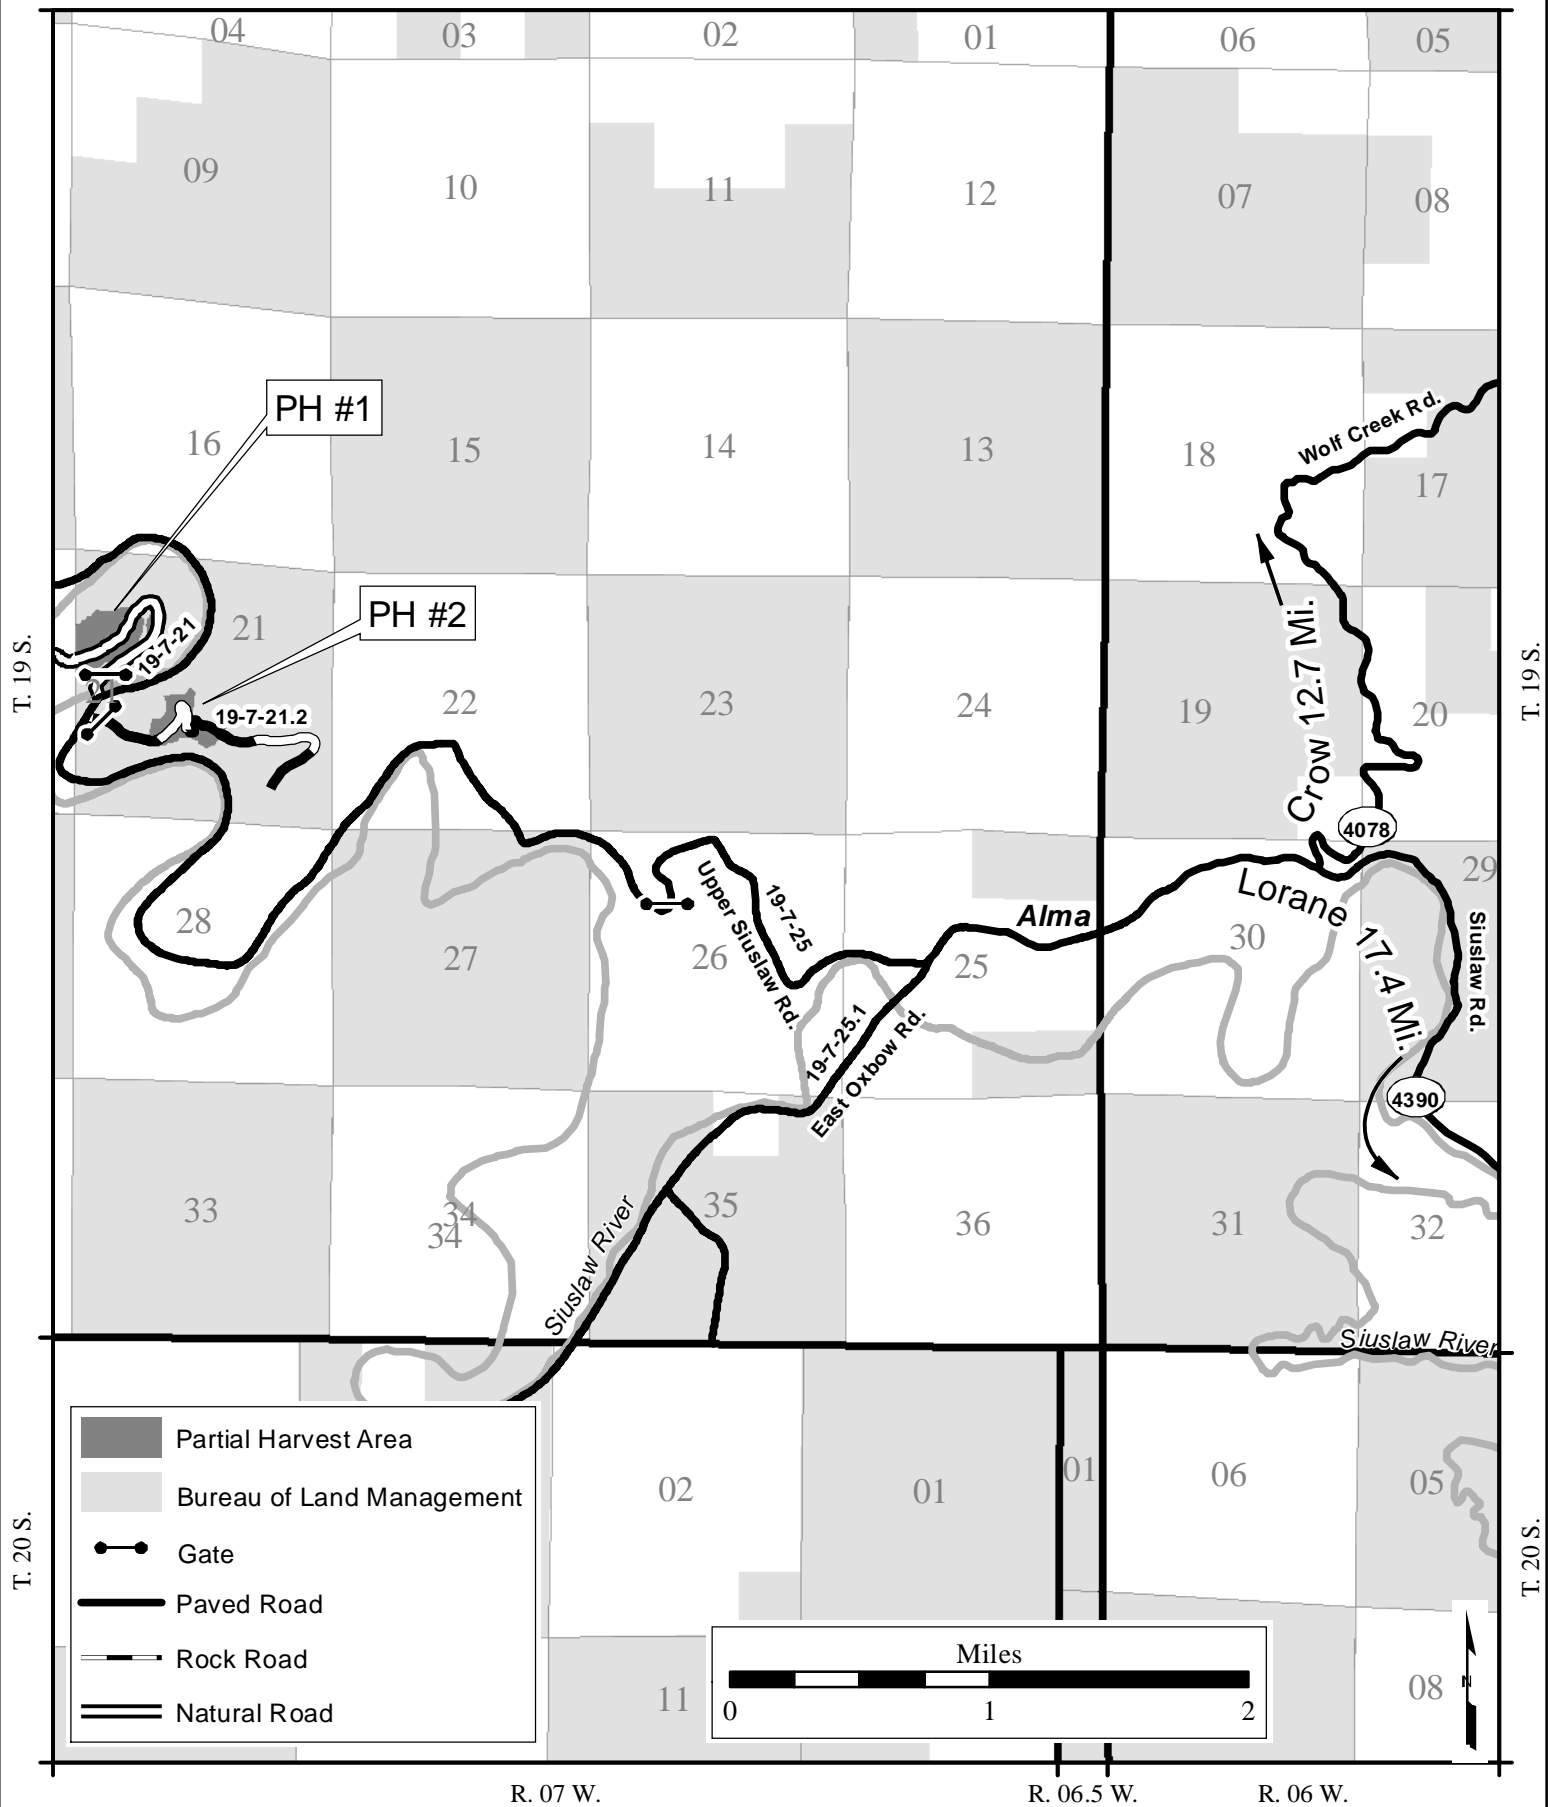 04
03
02
01
06
05
09
10
11
12
07
08
PH #1
Wolf Creek Rd.
16
15
14
13
18
17
PH #2
T. 19 S.
21
19-7-21
21
22
23
24
19
20
T. 19 S.
19-7-21.2
Crow 12.7 Mi.
4078
28
27
26
25
30
29
Upper Siuslaw Rd.
19-7-25
Alma
Lorane 17.4 Mi.
Siuslaw Rd.
19-7-25.1
East Oxbow Rd.
4390
33
34
34
35
36
31
32
Siuslaw River
Siuslaw River
Partial Harvest Area
Bureau of Land Management
Gate
Paved Road
Rock Road
Natural Road
02
01
01
06
05
T. 20 S.
T. 20 S.
11
08
Miles
0
1
2
N
R. 07 W.
R. 06.5 W.
R. 06 W.